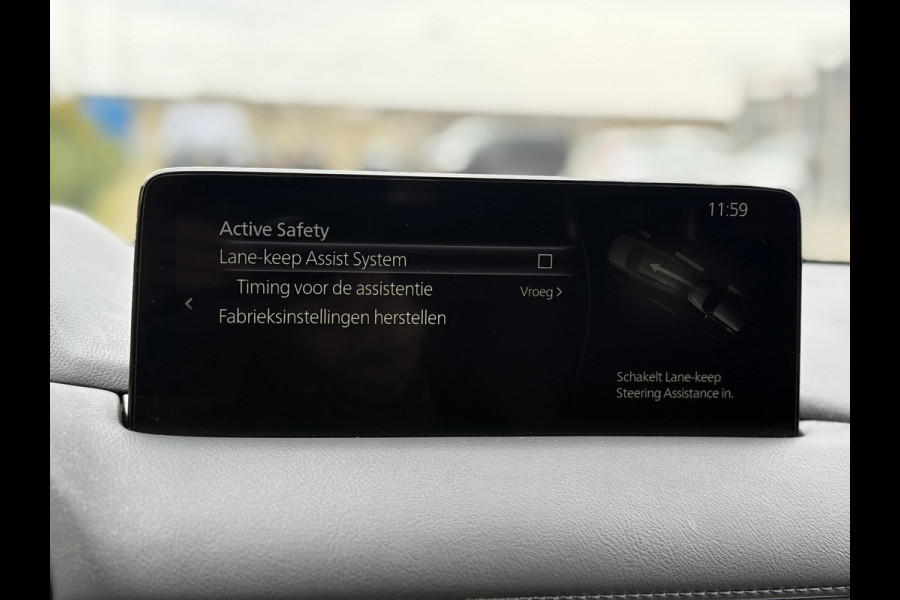 11:59
Active Safety
Lane-keep Assist System
Timing voor de assistentie Vroeg >
Fabrieksinstellingen herstellen
Schakelt Lane-keep
Steering Assistance in.